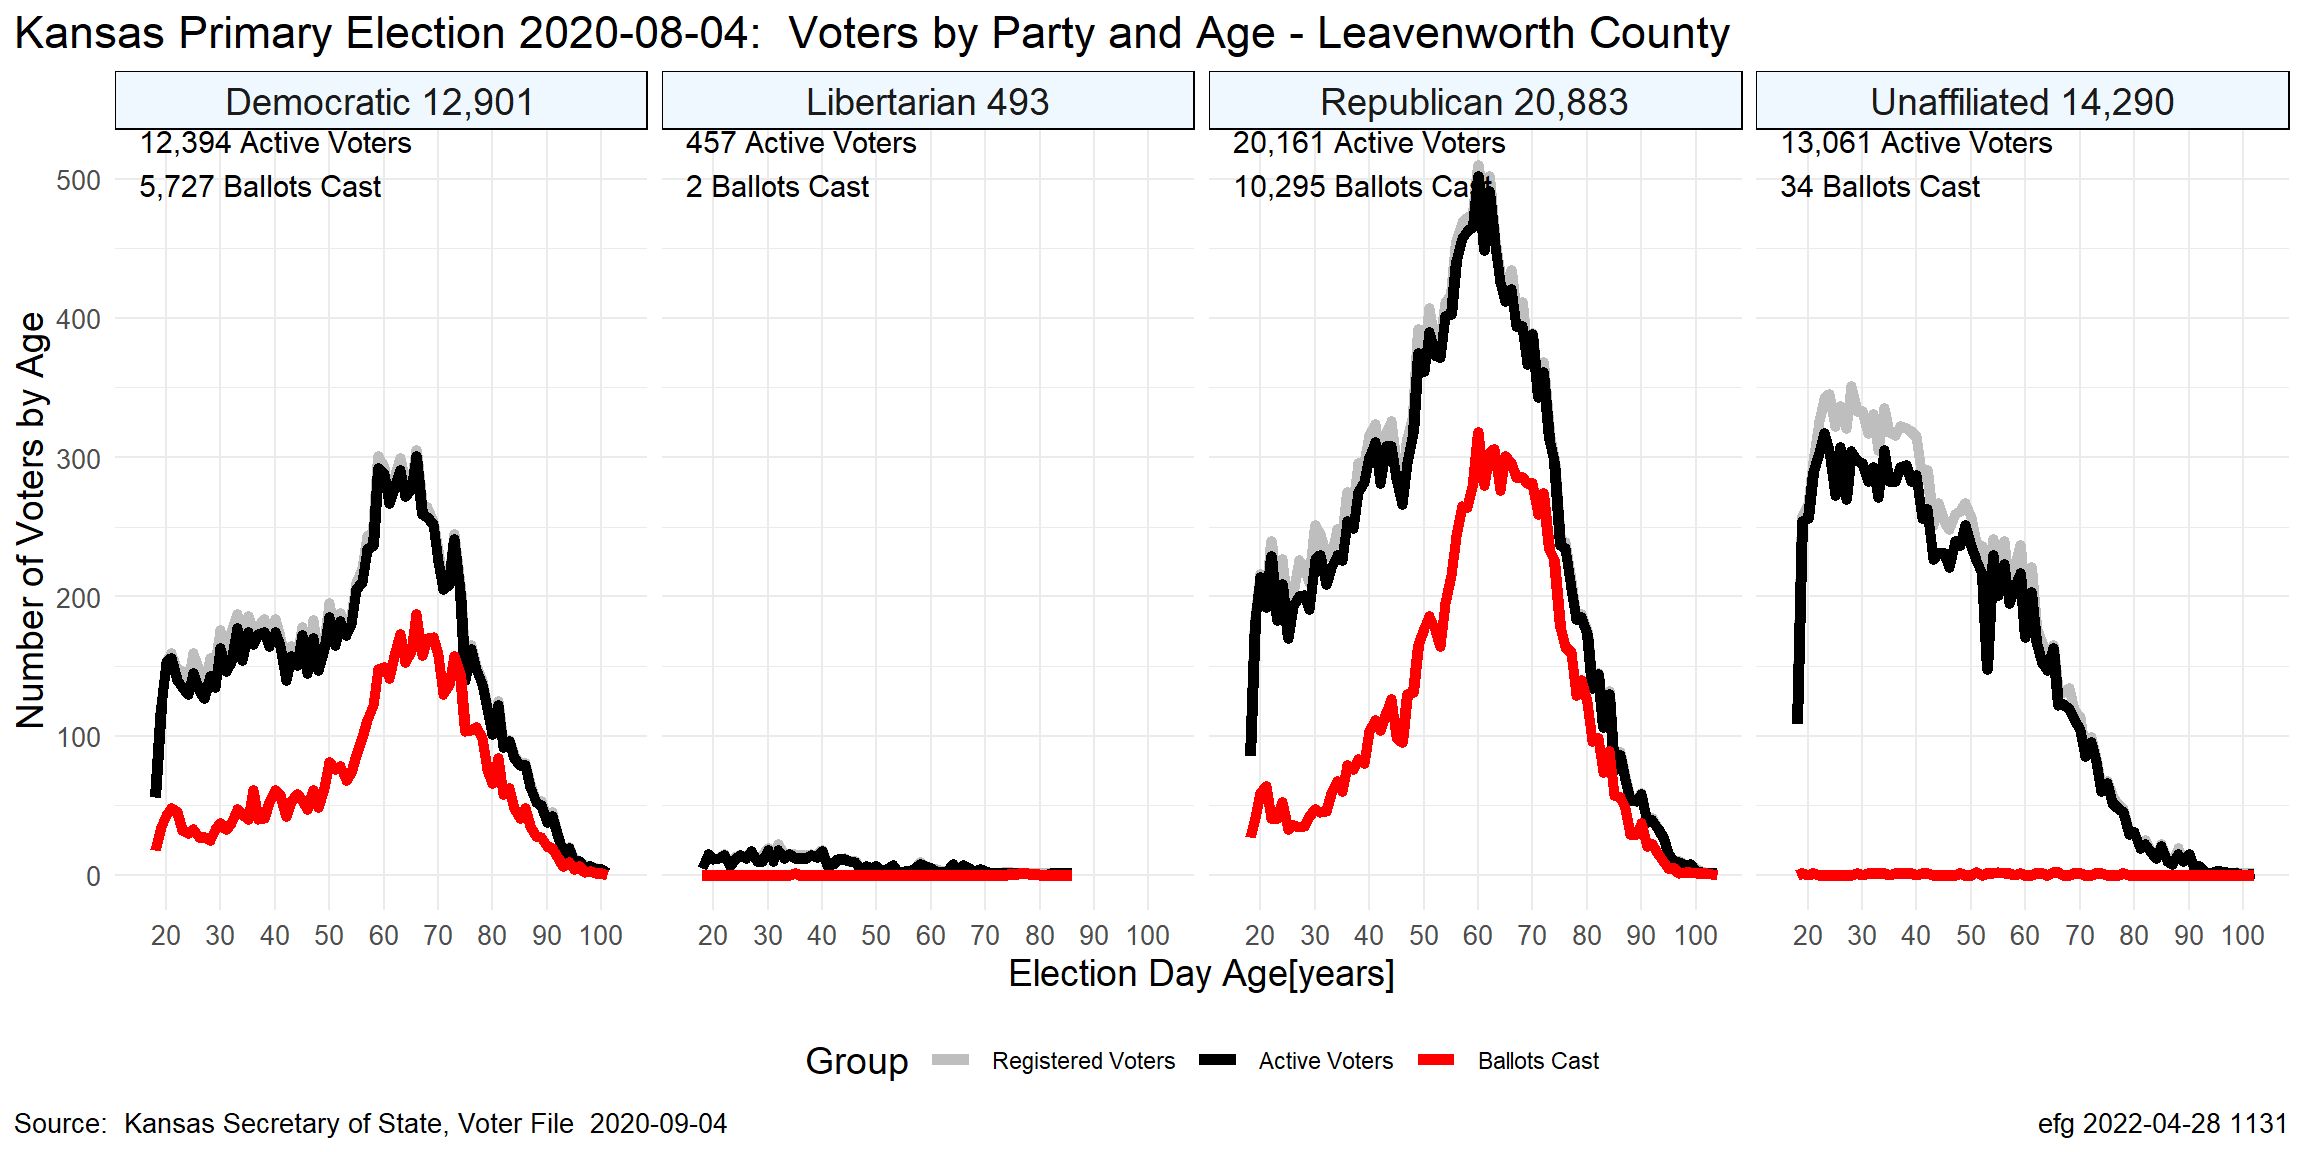 Kansas Primary Election 2020-08-04:  Voters by Party and Age - Leavenworth County
Democratic 12,901
Libertarian 493
Republican 20,883
Unaffiliated 14,290
12,394 Active Voters
5,727 Ballots Cast
457 Active Voters
2 Ballots Cast
20,161 Active Voters
10,295 Ballots Cast
13,061 Active Voters
34 Ballots Cast
Number of Voters by Age
500
400
300
200
100
0
20 30 40 50 60 70 80 90 100
20 30 40 50 60 70 80 90 100
20 30 40 50 60 70 80 90 100
20 30 40 50 60 70 80 90 100
Election Day Age[years]
Group Registered Voters Active Voters Ballots Cast
Source:  Kansas Secretary of State, Voter File  2020-09-04
efg 2022-04-28 1131